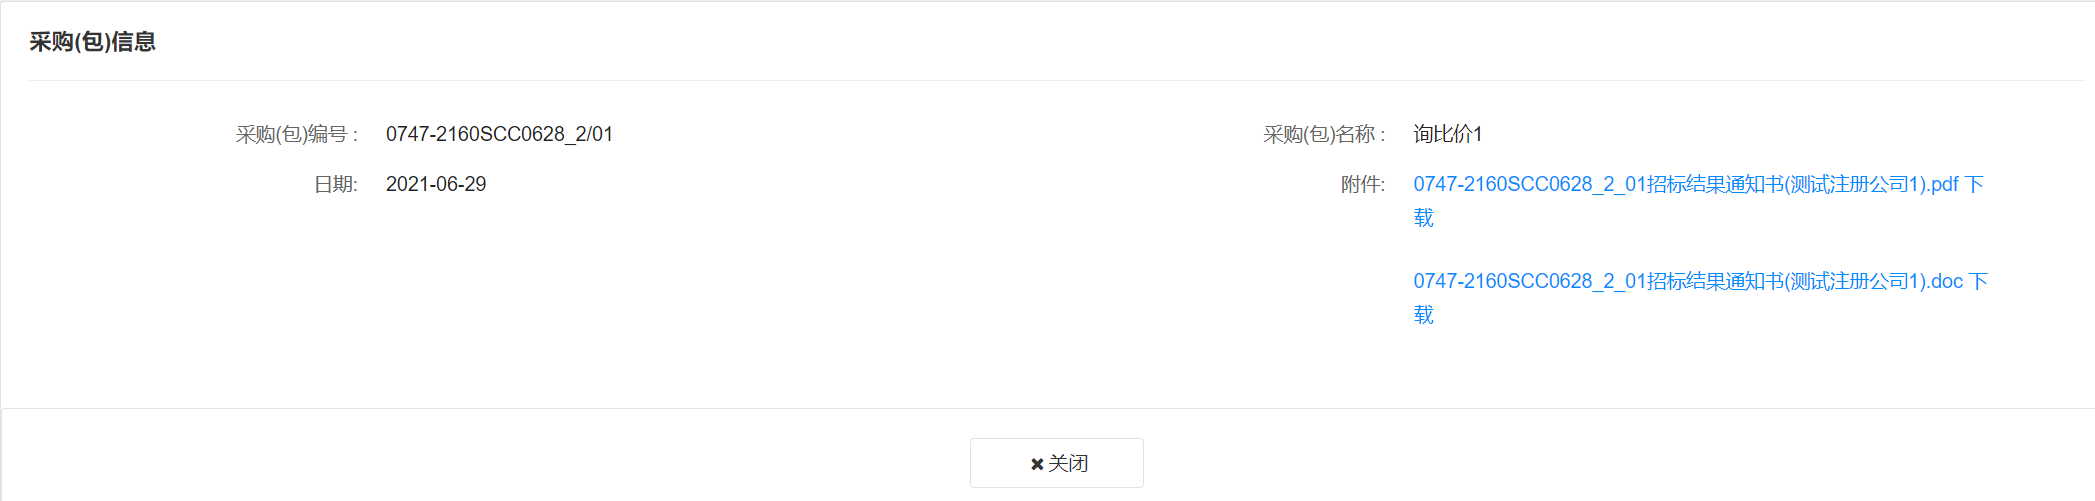 采购(包)信息
采购(包)编号 : 0747-2160SCC0628_2/01 采购(包)名称 : 询比价1
日期: 2021-06-29 附件: 0747-2160SCC0628_2_01招标结果通知书(测试注册公司1).pdf 下
载
0747-2160SCC0628_2_01招标结果通知书(测试注册公司1).doc 下
载
✖ 关闭